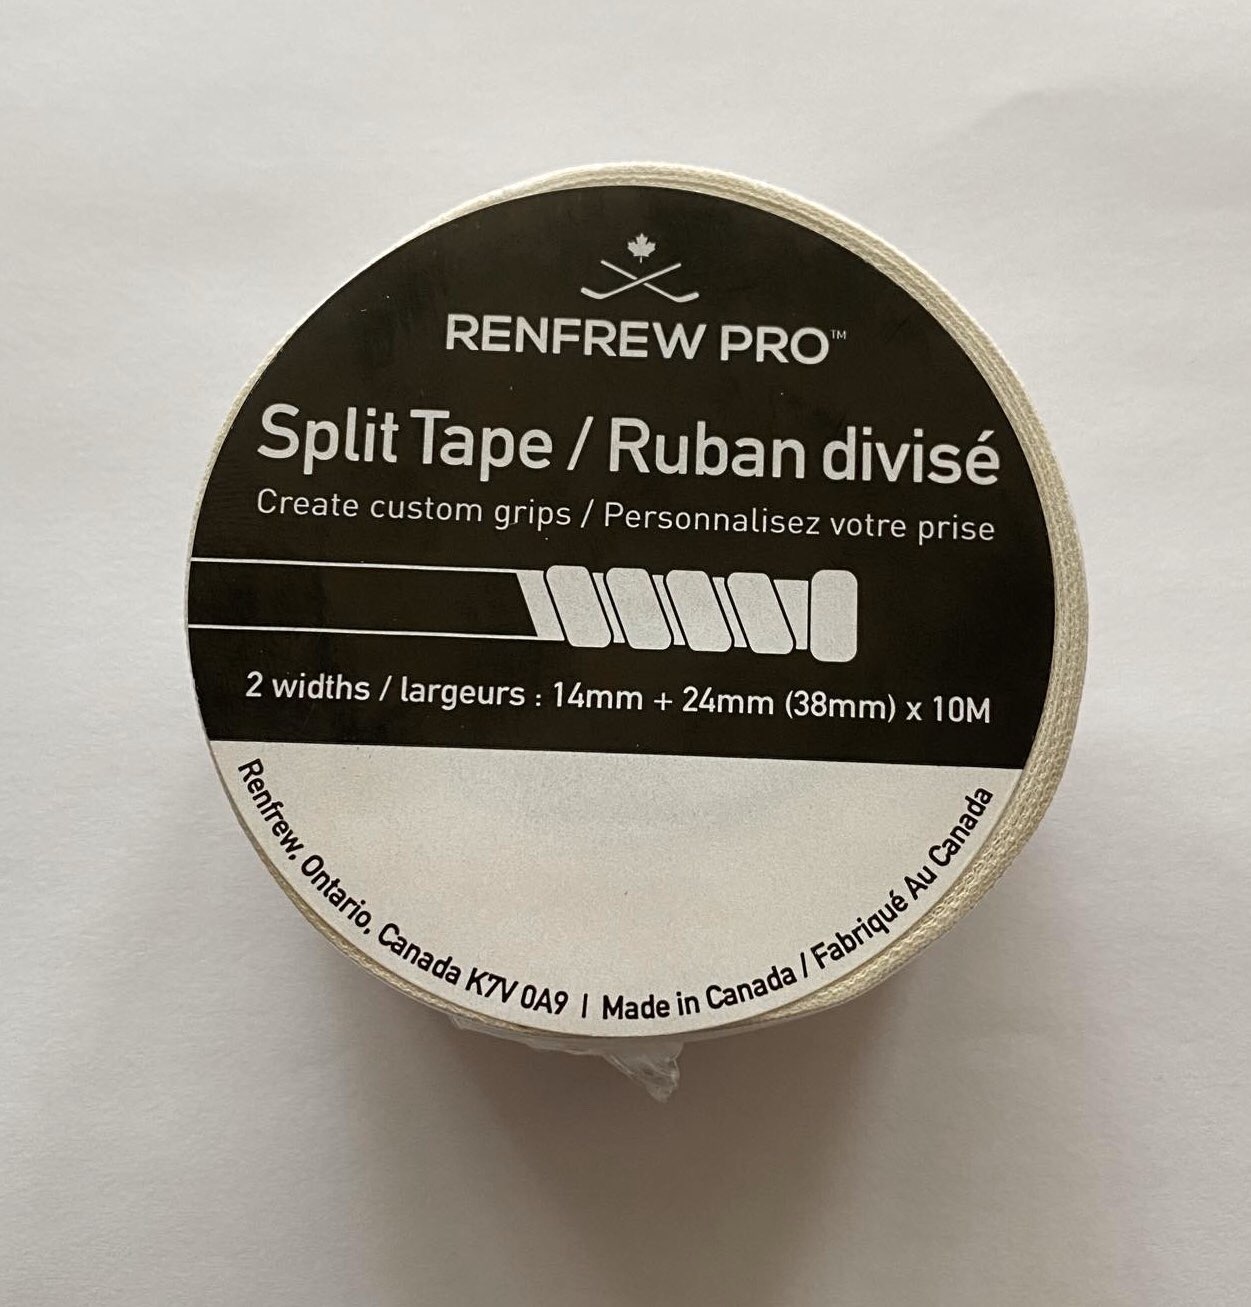 RENFREW PRO™
Split Tape / Ruban divisé
Create custom grips / Personnalisez votre prise
2 widths / largeurs : 14mm + 24mm (38mm) x 10M
Renfrew, Ontario, Canada K7V 0A9 | Made in Canada / Fabriqué Au Canada